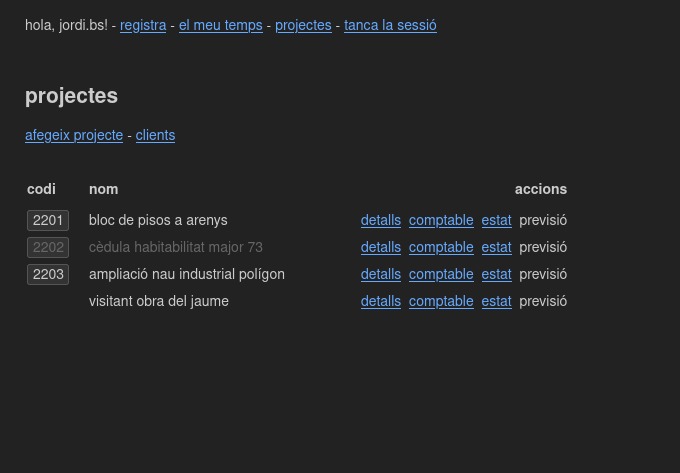 hola, jordi.bs! - registra - el meu temps - projectes - tanca la sessió
projectes
afegeix projecte - clients
codi nom accions
2201 bloc de pisos a arenys detalls comptable estat previsió
2202 cèdula habitabilitat major 73 detalls comptable estat previsió
2203 ampliació nau industrial polígon detalls comptable estat previsió
visitant obra del jaume detalls comptable estat previsió